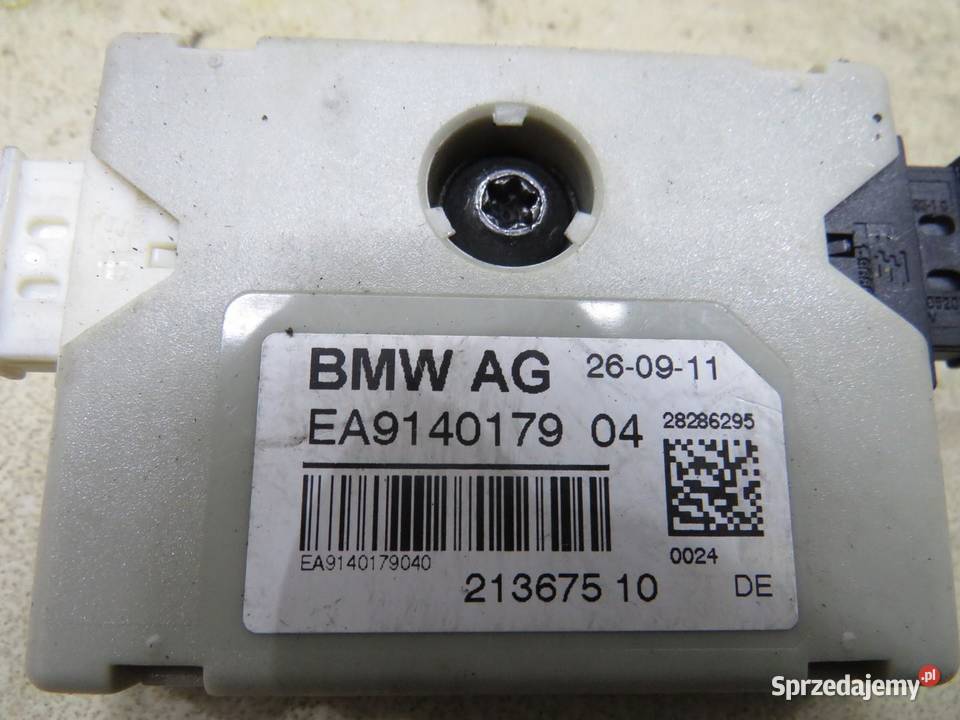 BMW AG 26-09-11
EA9140179 04
28286295
EA9140179040
0024
213675 10
DE
Sprzedajemy.pl